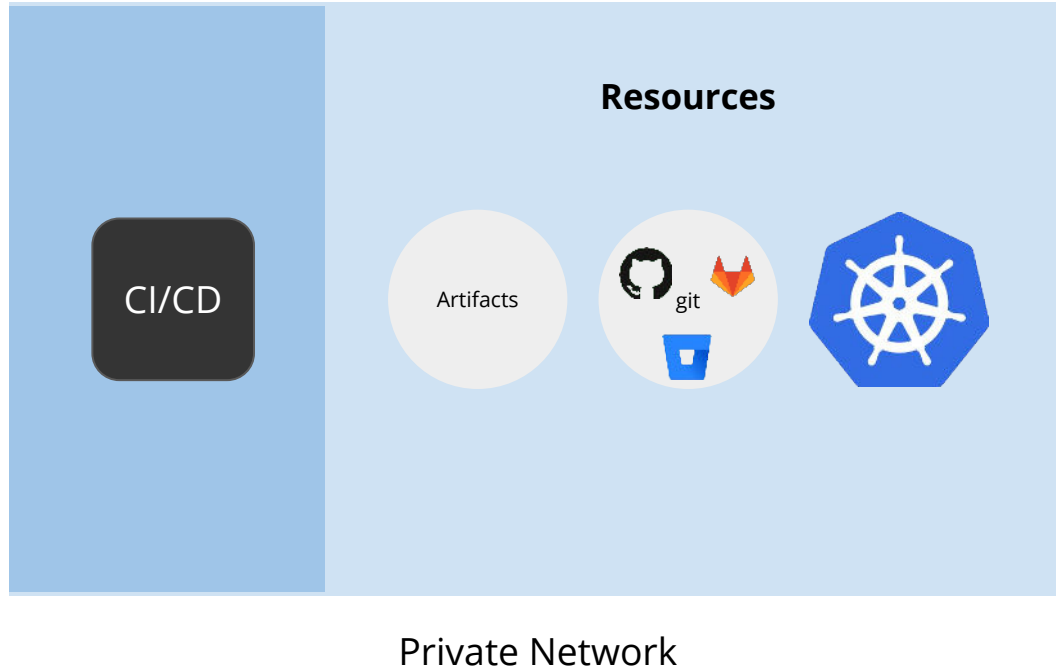 Resources
CI/CD
Artifacts
git
Private Network